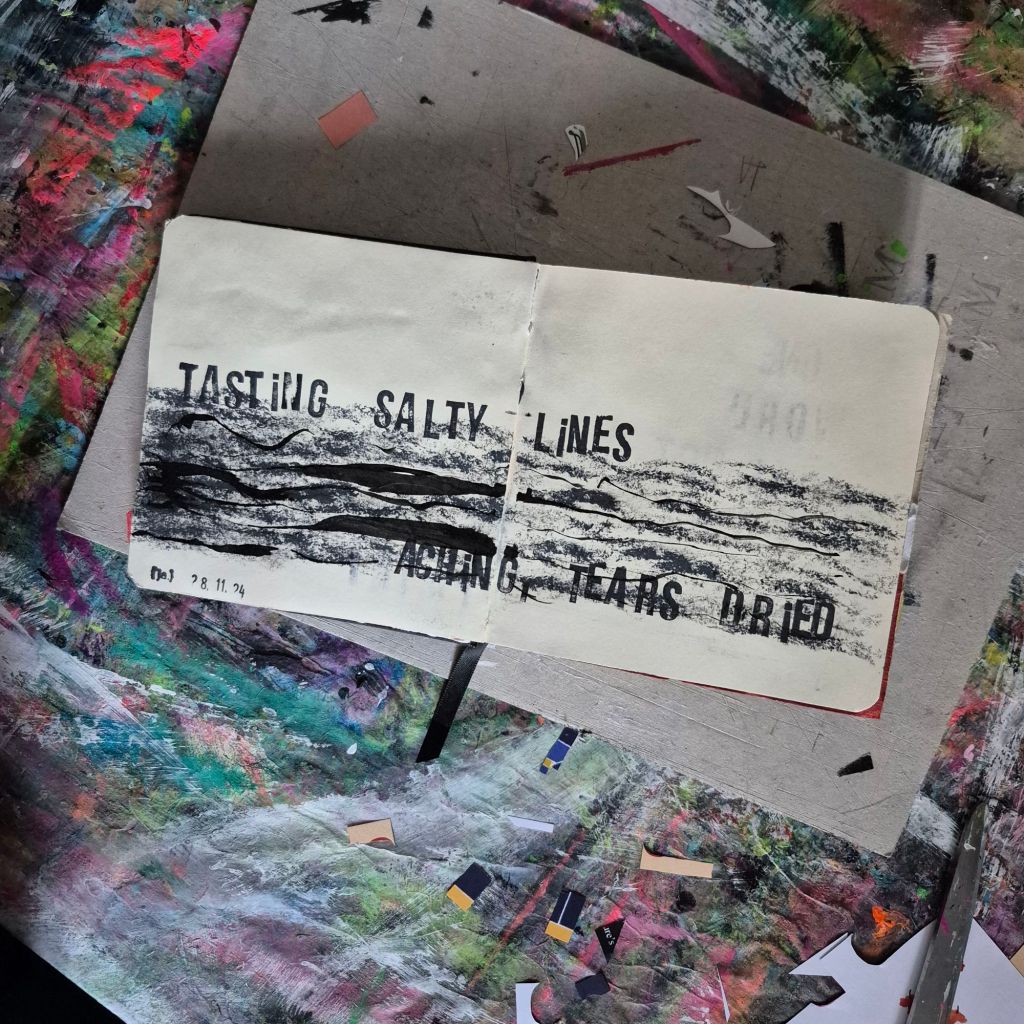 TASTiNG SALTY LiNES
ACHiNG, TEARS DRiED
28.11.24